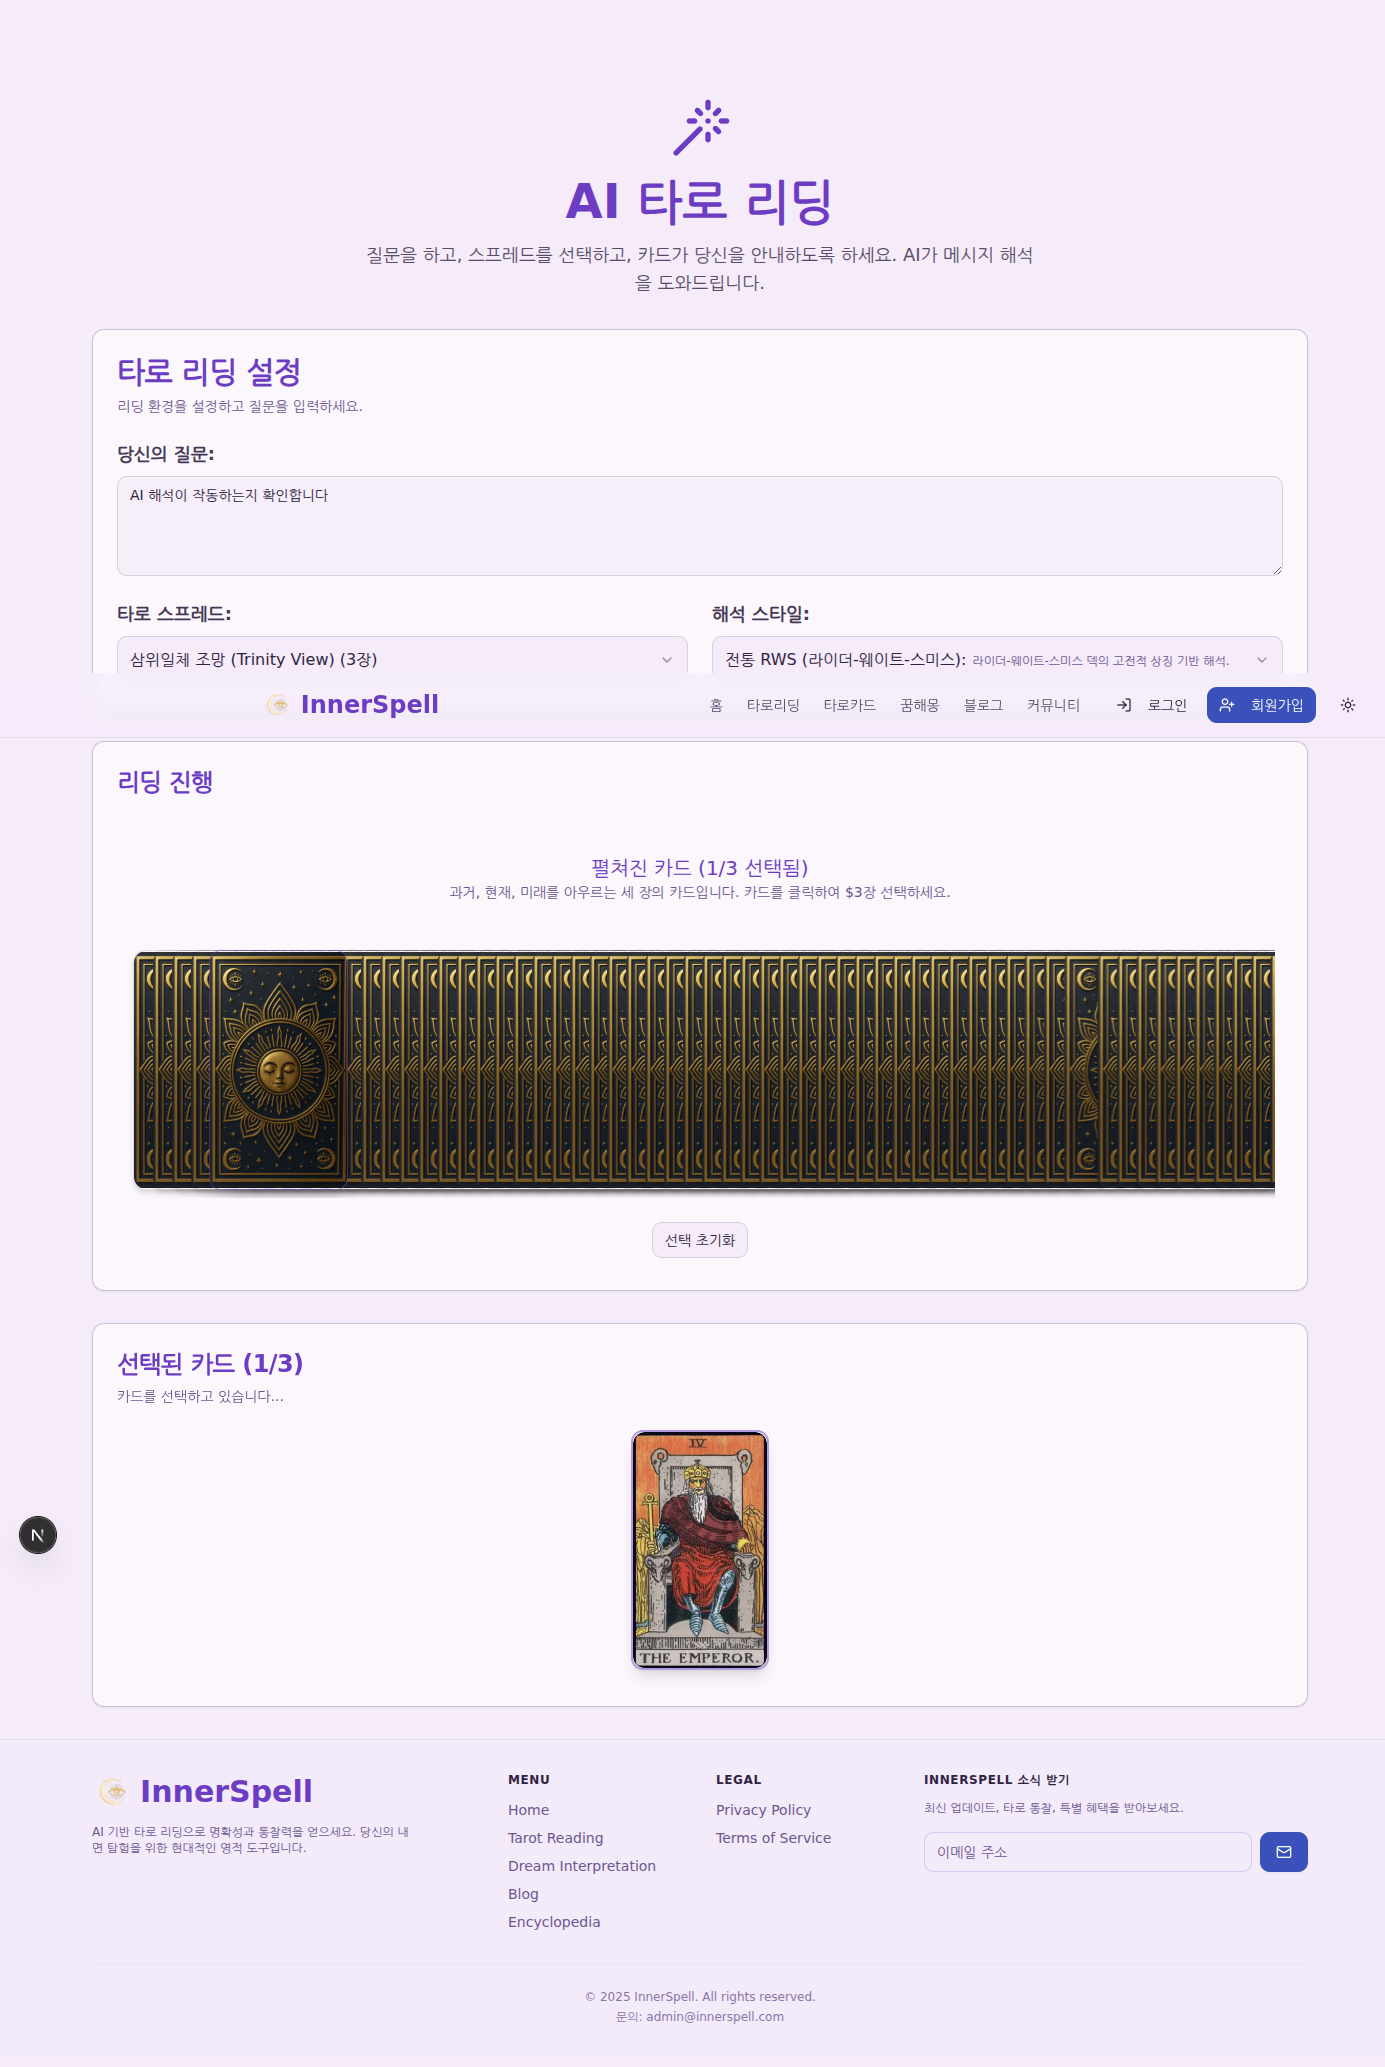 AI 타로 리딩
질문을 하고, 스프레드를 선택하고, 카드가 당신을 안내하도록 하세요. AI가 메시지 해석
을 도와드립니다.
타로 리딩 설정
리딩 환경을 설정하고 질문을 입력하세요.
당신의 질문:
AI 해석이 작동하는지 확인합니다
타로 스프레드:
해석 스타일:
삼위일체 조망 (Trinity View) (3장)
전통 RWS (라이더-웨이트-스미스): 라이더-웨이트-스미스 덱의 고전적 상징 기반 해석.
InnerSpell
홈 타로리딩 타로카드 꿈해몽 블로그 커뮤니티 로그인 회원가입
리딩 진행
펼쳐진 카드 (1/3 선택됨)
과거, 현재, 미래를 아우르는 세 장의 카드입니다. 카드를 클릭하여 $3장 선택하세요.
선택 초기화
선택된 카드 (1/3)
카드를 선택하고 있습니다...
IV
THE EMPEROR.
N
InnerSpell
AI 기반 타로 리딩으로 명확성과 통찰력을 얻으세요. 당신의 내
면 탐험을 위한 현대적인 영적 도구입니다.
MENU
Home
Tarot Reading
Dream Interpretation
Blog
Encyclopedia
LEGAL
Privacy Policy
Terms of Service
INNERSPELL 소식 받기
최신 업데이트, 타로 통찰, 특별 혜택을 받아보세요.
이메일 주소
© 2025 InnerSpell. All rights reserved.
문의: admin@innerspell.com